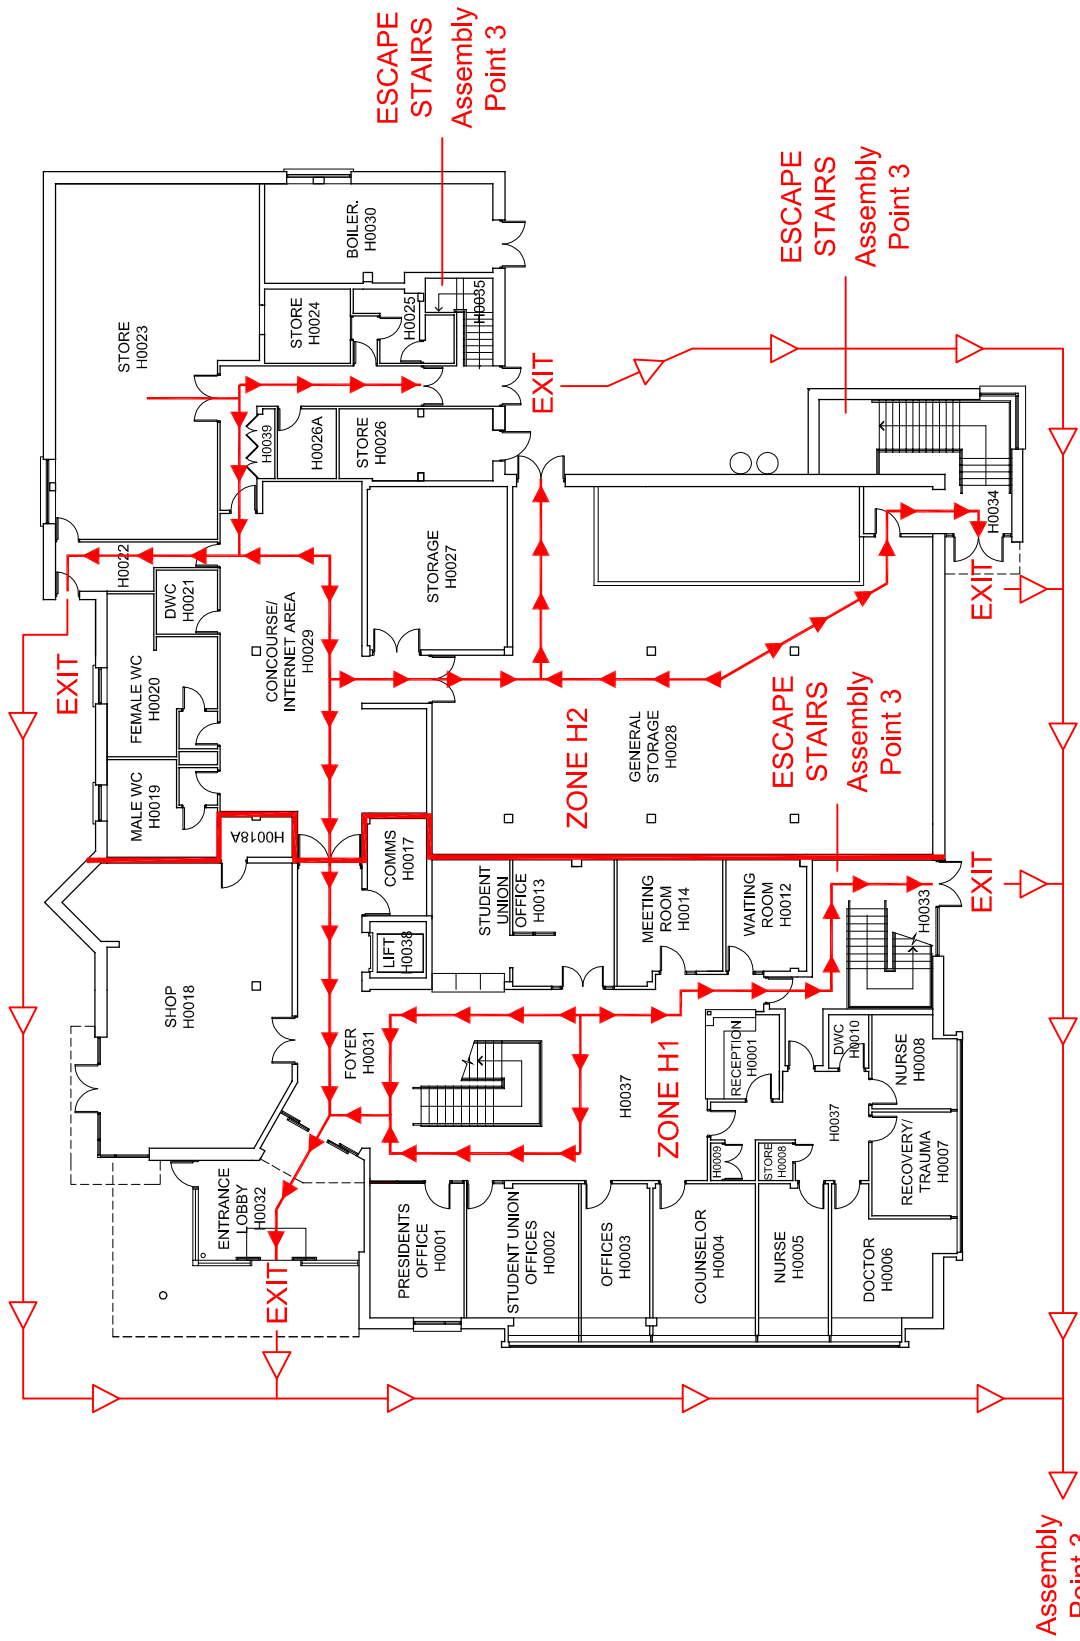 ESCAPE
STAIRS
Assembly
Point 3
ESCAPE
STAIRS
Assembly
Point 3
ESCAPE
STAIRS
Assembly
Point 3
STORE
H0023
BOILER.
H0030
STORE
H0024
H0025
H0035
H0039
H0026A
STORE
H0026
EXIT
H0022
DWC
H0021
EXIT
FEMALE WC
H0020
MALE WC
H0019
CONCOURSE/
INTERNET AREA
H0029
STORAGE
H0027
H0034
EXIT
ZONE H2
GENERAL
STORAGE
H0028
H0018A
COMMS
H0017
LIFT
H0038
STUDENT
UNION
OFFICE
H0013
MEETING
ROOM
H0014
WAITING
ROOM
H0012
H0033
EXIT
SHOP
H0018
FOYER
H0031
ZONE H1
H0037
RECEPTION
H0001
DWC
H0010
NURSE
H0008
H0037
H0009
STORE
H0008
RECOVERY/
TRAUMA
H0007
ENTRANCE
LOBBY
H0032
EXIT
PRESIDENTS
OFFICE
H0001
STUDENT UNION
OFFICES
H0002
OFFICES
H0003
COUNSELOR
H0004
NURSE
H0005
DOCTOR
H0006
Assembly
Point 3